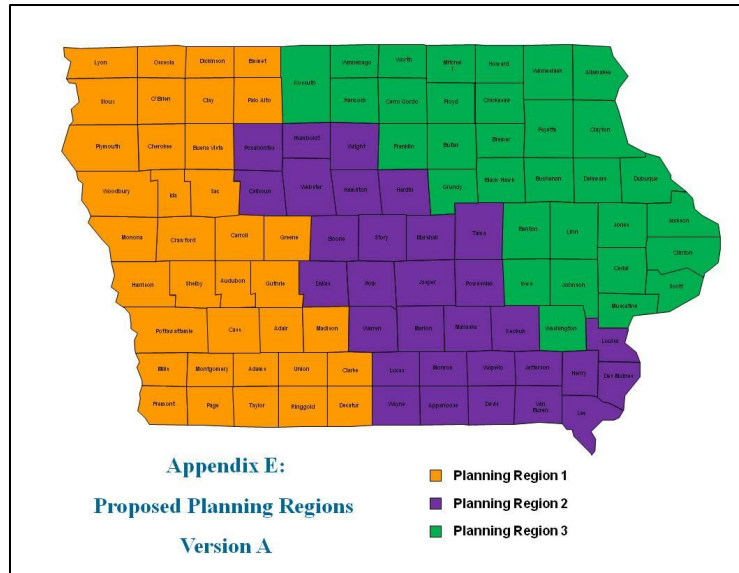 Lyon Osceola Dickinson Emmet Winnebago Worth Mitchel Howard Winneshiek Allamakee
Kossuth
Sioux O'Brien Clay Palo Alto Hancock Cerro Gordo Floyd Chickasaw
Plymouth Cherokee Buena Vista Pocahontas Humboldt Wright Franklin Butler Bremer Fayette Clayton
Woodbury Ida Sac Calhoun Webster Hamilton Hardin Grundy Black Hawk Buchanan Delaware Dubuque
Monona Crawford Carroll Greene Boone Story Marshall Tama Benton Linn Jones Jackson
Clinton
Harrison Shelby Audubon Guthrie Dallas Polk Jasper Poweshiek Iowa Johnson Cedar Scott
Muscatine
Pottawattamie Cass Adair Madison Warren Marion Mahaska Keokuk Washington Louisa
Mills Montgomery Adams Union Clarke Lucas Monroe Wapello Jefferson Henry Des Moines
Fremont Page Taylor Ringgold Decatur Wayne Appanoose Davis Van Buren Lee
Appendix E:
Proposed Planning Regions
Version A
Planning Region 1
Planning Region 2
Planning Region 3